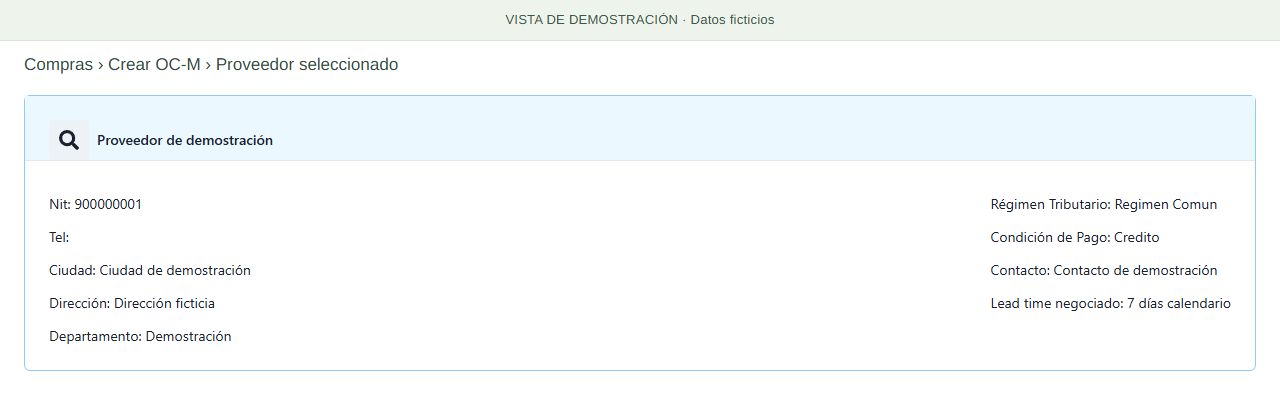 VISTA DE DEMOSTRACIÓN · Datos ficticios
Compras › Crear OC-M › Proveedor seleccionado
Proveedor de demostración
Nit: 900000001
Tel:
Ciudad: Ciudad de demostración
Dirección: Dirección ficticia
Departamento: Demostración
Régimen Tributario: Regimen Comun
Condición de Pago: Credito
Contacto: Contacto de demostración
Lead time negociado: 7 días calendario